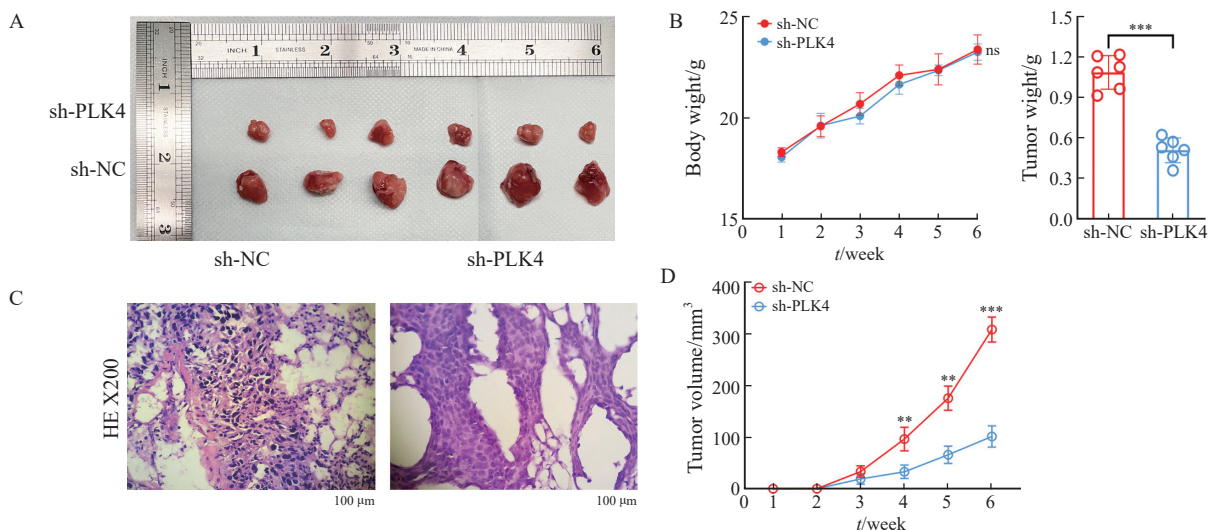 A
INCH 1 STAINLESS 2 3 MADE IN CHINA 4 5 6
1
STAINLESS
2
3
sh-PLK4
sh-NC
sh-NC
sh-PLK4
B
sh-NC
sh-PLK4
Body wight/g
25
20
15
ns
0 1 2 3 4 5 6
t/week
Tumor wight/g
1.5
1.2
0.9
0.6
0.3
0.0
***
sh-NC sh-PLK4
C
HE X200
100 μm
100 μm
D
sh-NC
sh-PLK4
Tumor volume/mm³
400
300
200
100
0
**
**
***
0 1 2 3 4 5 6
t/week